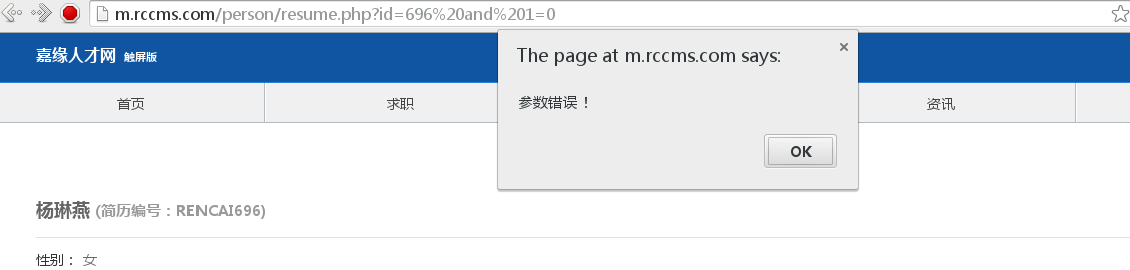 m.rccms.com/person/resume.php?id=696%20and%201=0
嘉缘人才网 触屏版
The page at m.rccms.com says:
参数错误！
OK
首页 求职 资讯
杨琳燕 (简历编号：RENCAI696)
性别： 女